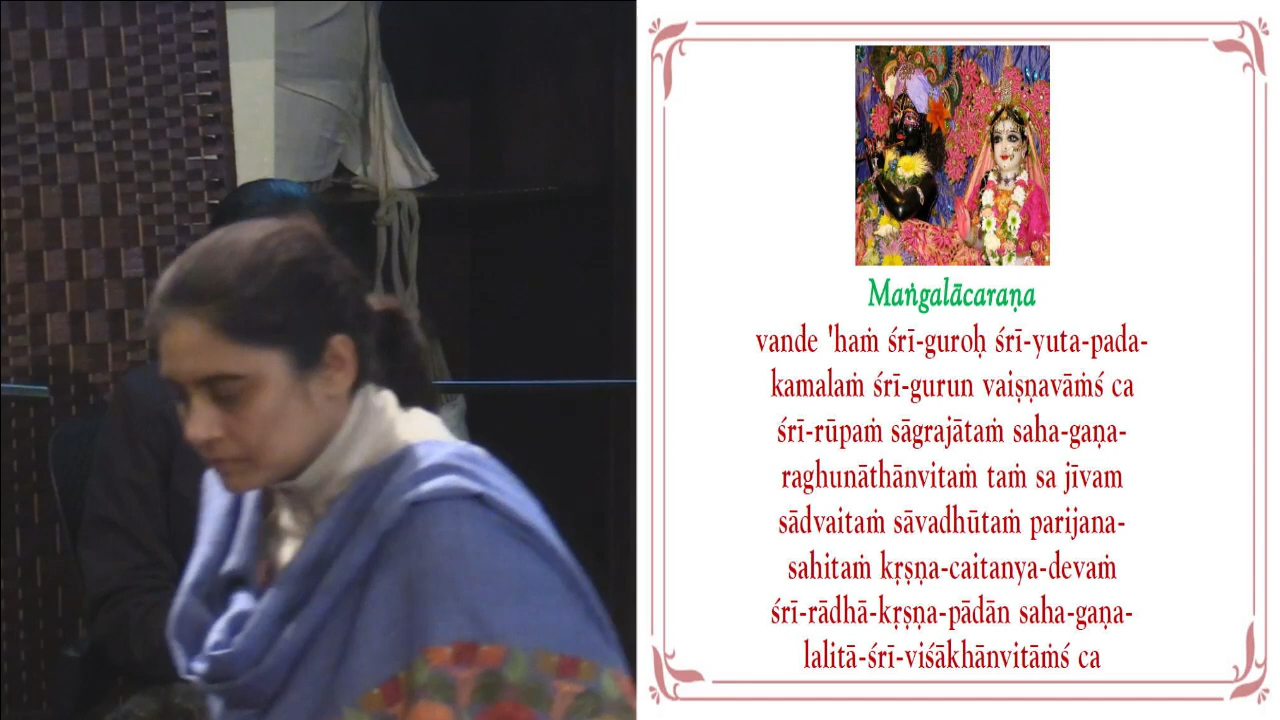 Maṅgalācaraṇa
vande 'haṁ śrī-guroḥ śrī-yuta-pada-
kamalaṁ śrī-gurun vaiṣṇavāṁś ca
śrī-rūpaṁ sāgrajātaṁ saha-gaṇa-
raghunāthānvitaṁ taṁ sa jīvam
sādvaitaṁ sāvadhūtaṁ parijana-
sahitaṁ kṛṣṇa-caitanya-devaṁ
śrī-rādhā-kṛṣṇa-pādān saha-gaṇa-
lalitā-śrī-viśākhānvitāṁś ca